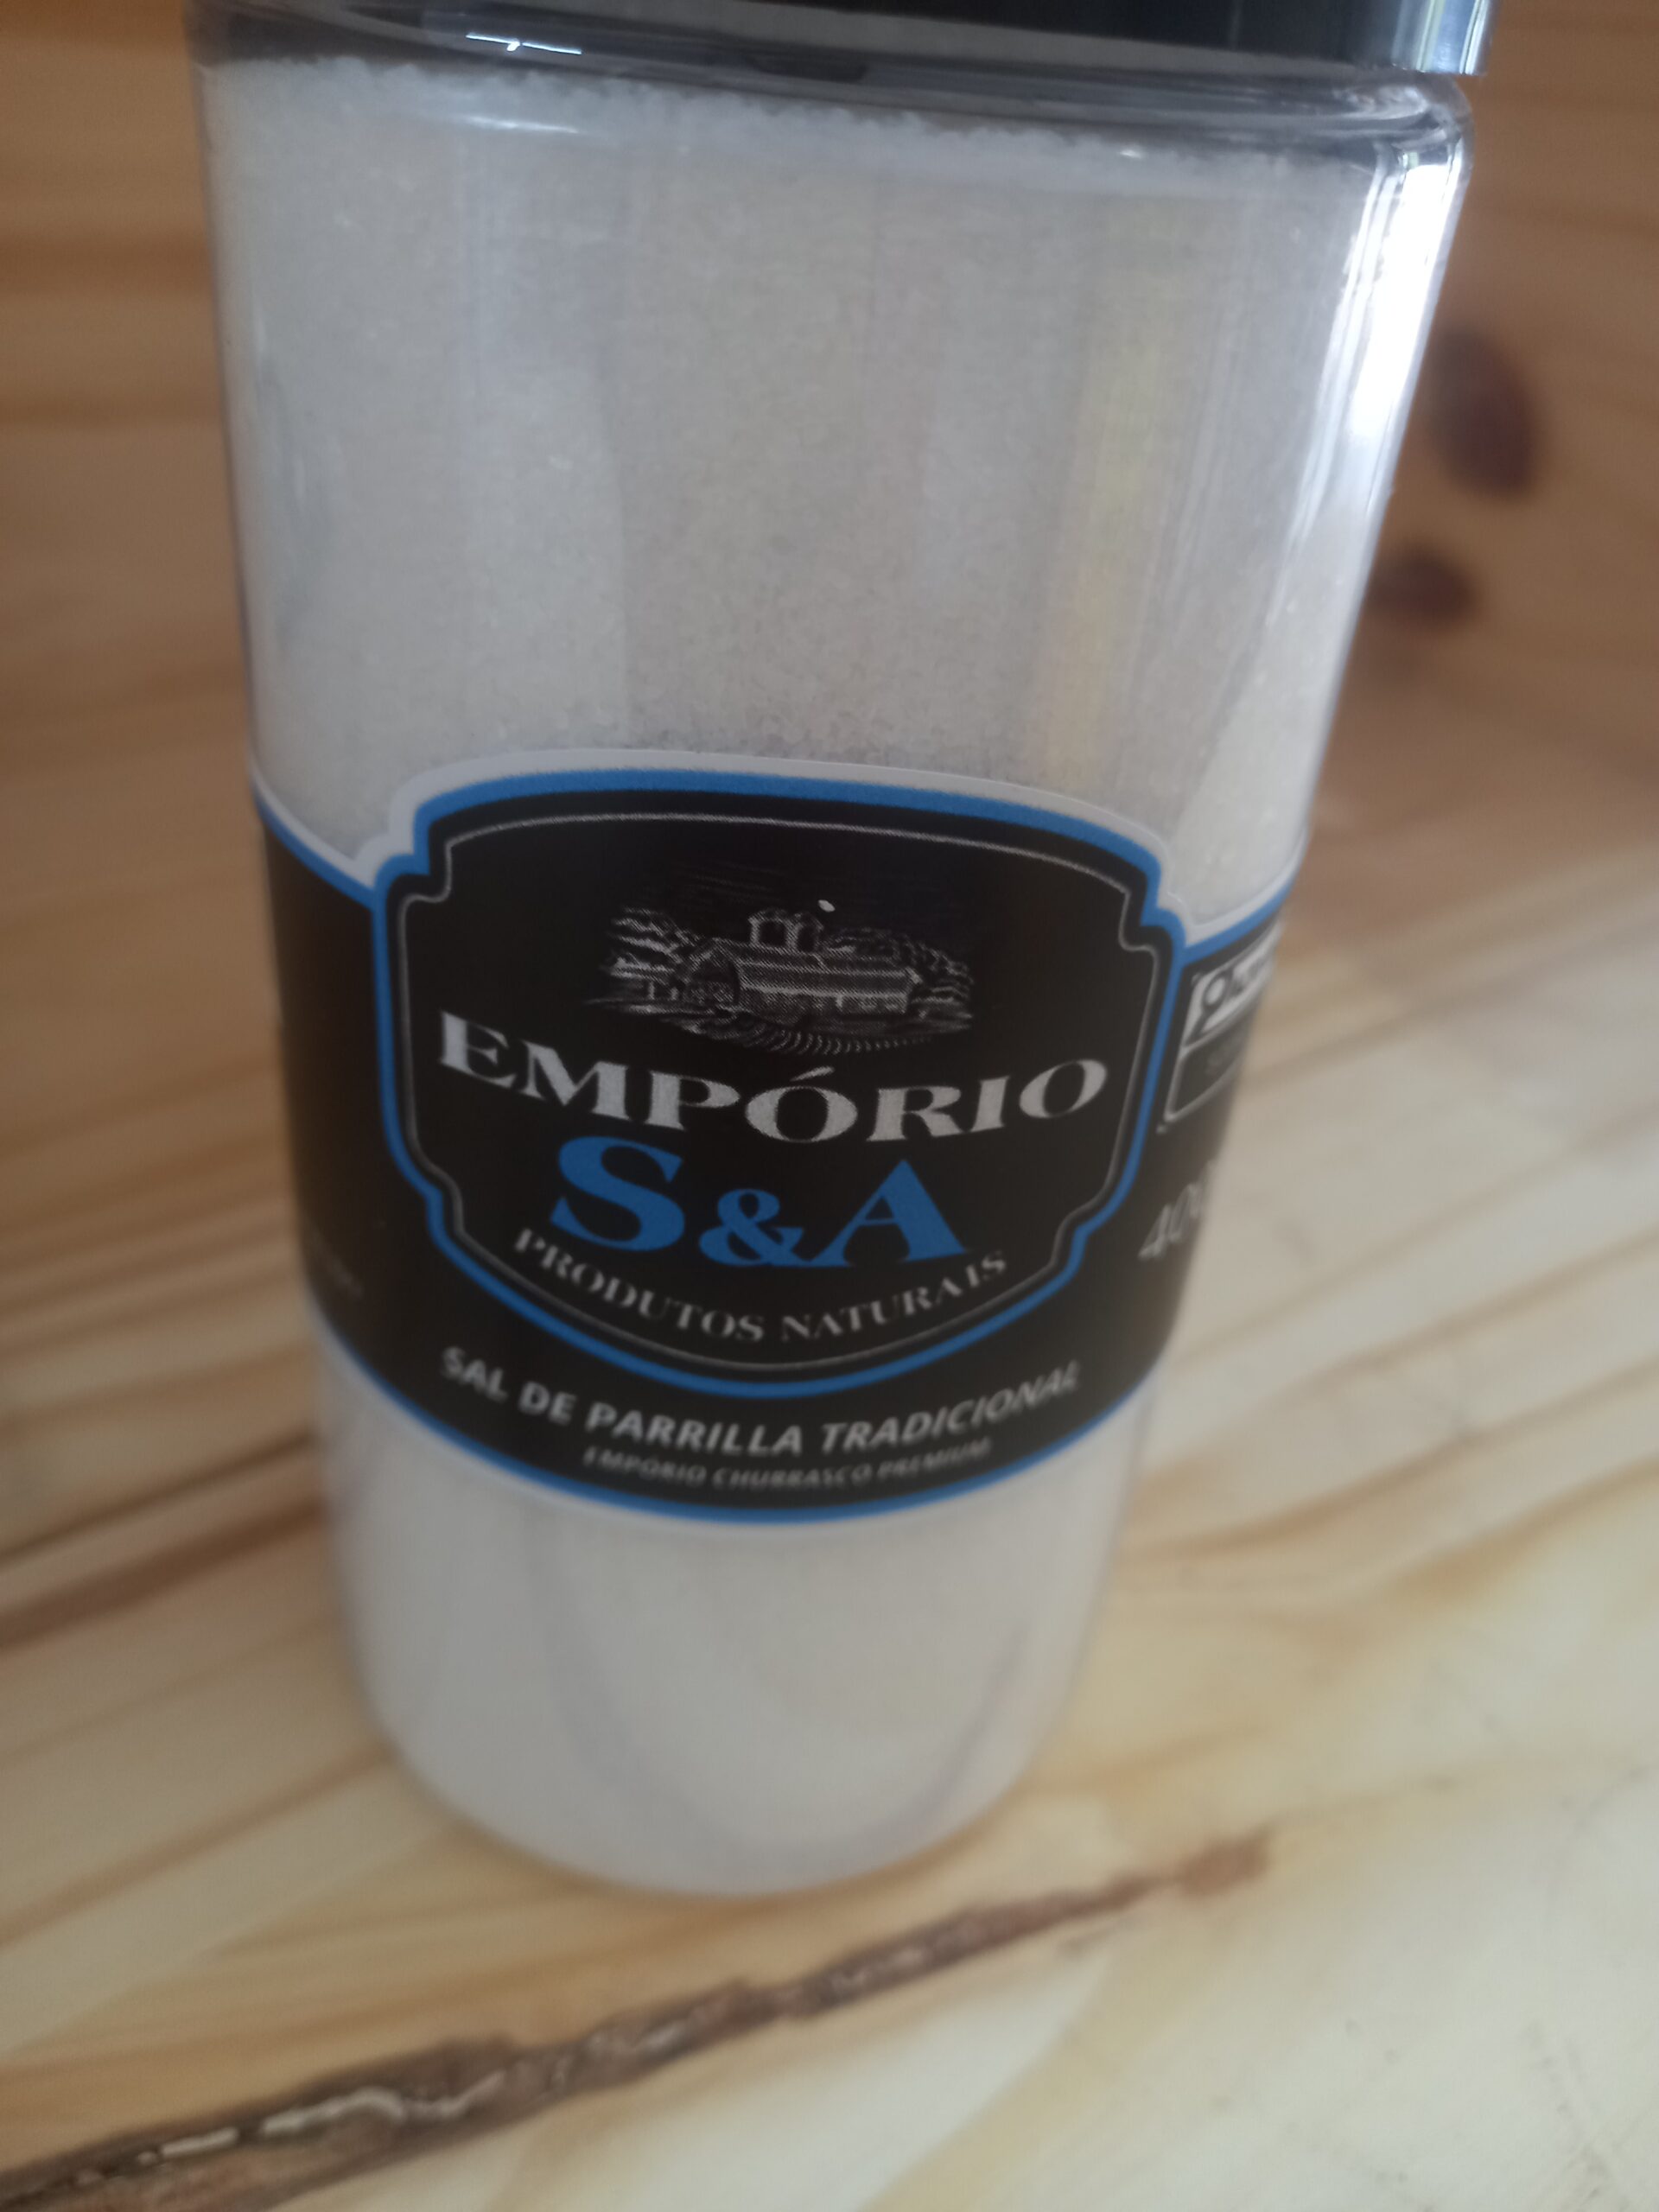 EMPÓRIO
S&A
PRODUTOS NATURAIS
SAL DE PARRILLA TRADICIONAL
EMPÓRIO CHURRASCO PREMIUM